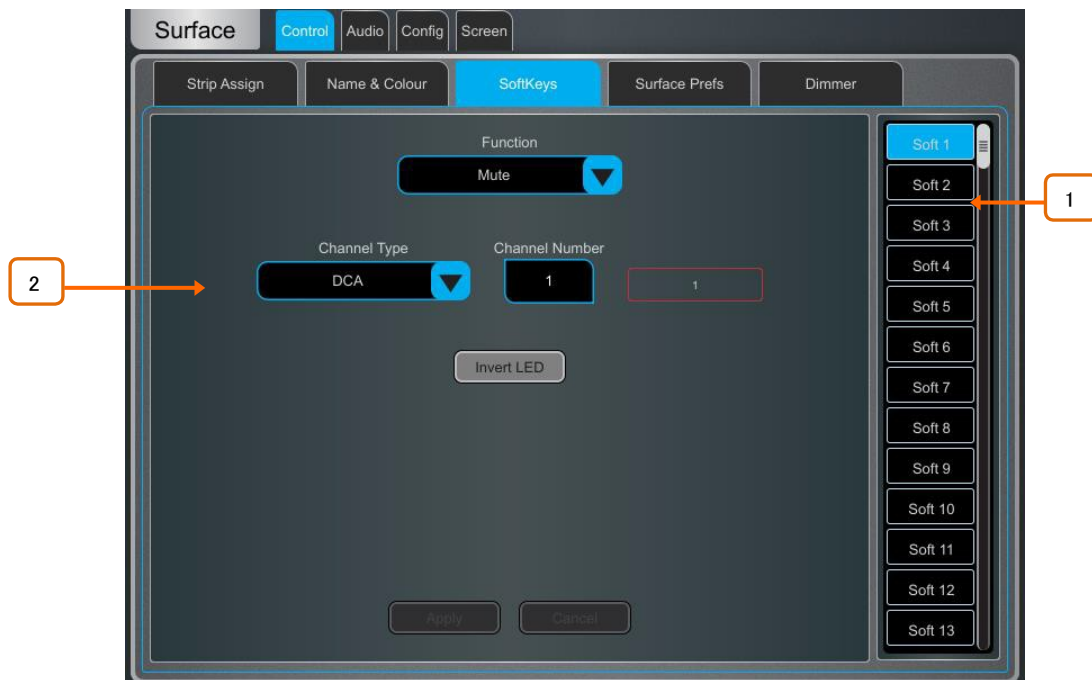 Surface
Control Audio Config Screen
Strip Assign Name & Colour SoftKeys Surface Prefs Dimmer
Function
Mute
Channel Type Channel Number
DCA 1 1
Invert LED
Apply Cancel
Soft 1
Soft 2
Soft 3
Soft 4
Soft 5
Soft 6
Soft 7
Soft 8
Soft 9
Soft 10
Soft 11
Soft 12
Soft 13
1
2